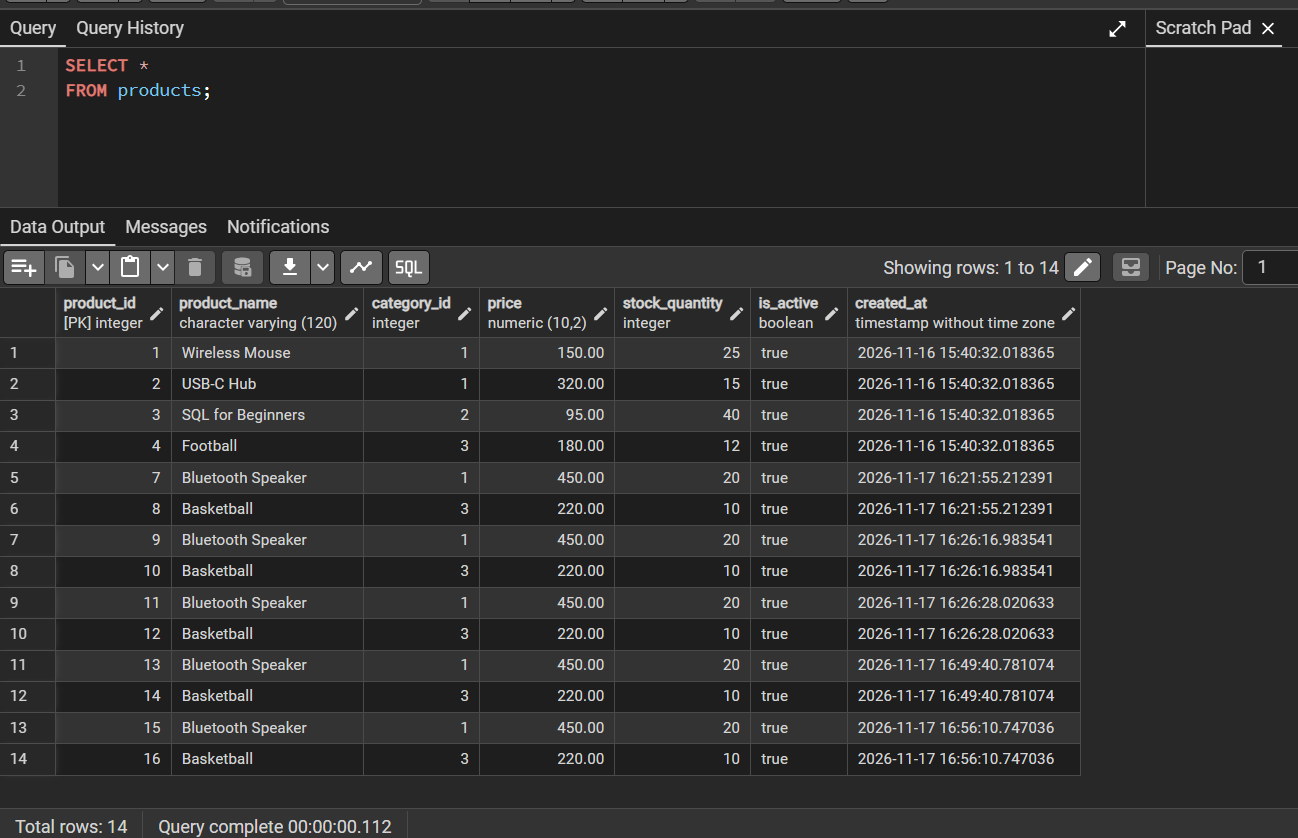 Query Query History Scratch Pad
1 SELECT *
2 FROM products;
Data Output Messages Notifications
SQL Showing rows: 1 to 14 Page No: 1
product_id product_name category_id price stock_quantity is_active created_at
[PK] integer character varying (120) integer numeric (10,2) integer boolean timestamp without time zone
1 1 Wireless Mouse 1 150.00 25 true 2026-11-16 15:40:32.018365
2 2 USB-C Hub 1 320.00 15 true 2026-11-16 15:40:32.018365
3 3 SQL for Beginners 2 95.00 40 true 2026-11-16 15:40:32.018365
4 4 Football 3 180.00 12 true 2026-11-16 15:40:32.018365
5 7 Bluetooth Speaker 1 450.00 20 true 2026-11-17 16:21:55.212391
6 8 Basketball 3 220.00 10 true 2026-11-17 16:21:55.212391
7 9 Bluetooth Speaker 1 450.00 20 true 2026-11-17 16:26:16.983541
8 10 Basketball 3 220.00 10 true 2026-11-17 16:26:16.983541
9 11 Bluetooth Speaker 1 450.00 20 true 2026-11-17 16:26:28.020633
10 12 Basketball 3 220.00 10 true 2026-11-17 16:26:28.020633
11 13 Bluetooth Speaker 1 450.00 20 true 2026-11-17 16:49:40.781074
12 14 Basketball 3 220.00 10 true 2026-11-17 16:49:40.781074
13 15 Bluetooth Speaker 1 450.00 20 true 2026-11-17 16:56:10.747036
14 16 Basketball 3 220.00 10 true 2026-11-17 16:56:10.747036
Total rows: 14 Query complete 00:00:00.112